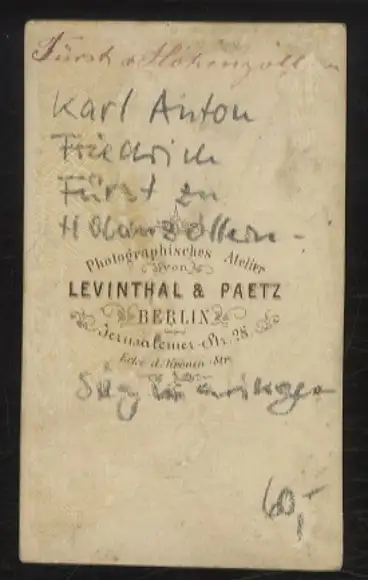 Fürst v Hohenzollern
Karl Anton
Friedrich
Fürst zu
Hohenzollern-
Photographisches Atelier
von
LEVINTHAL & PAETZ
BERLIN
Jerusalemer-Str. 28.
Ecke d. Kronen-Str.
Sigmaringen
60,-